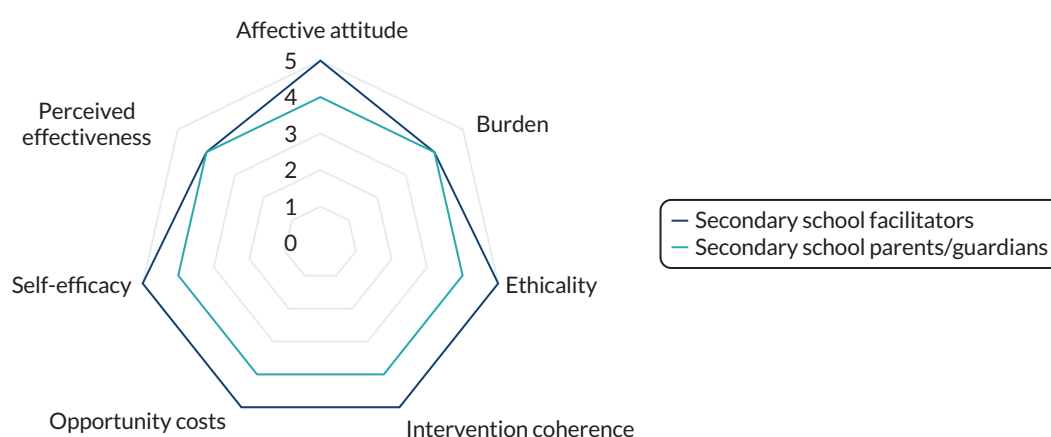 Affective attitude
5
4
3
2
1
0
Perceived
effectiveness
Burden
Self-efficacy
Ethicality
Opportunity costs
Intervention coherence
Secondary school facilitators
Secondary school parents/guardians